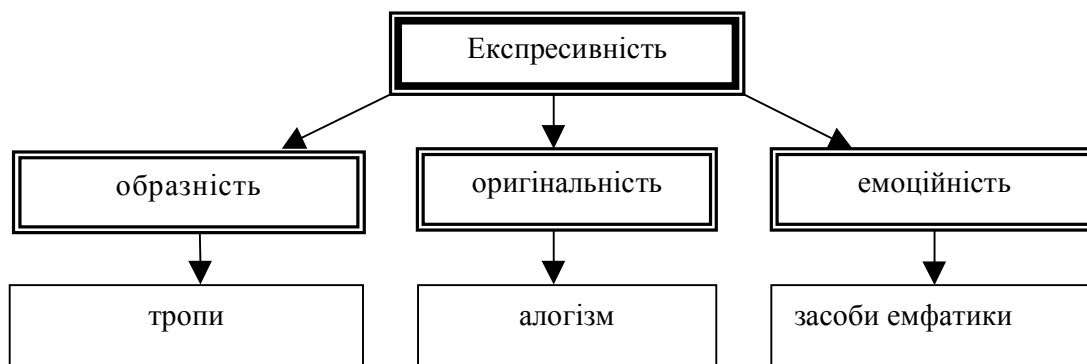 Експресивність
образність
оригінальність
емоційність
тропи
алогізм
засоби емфатики